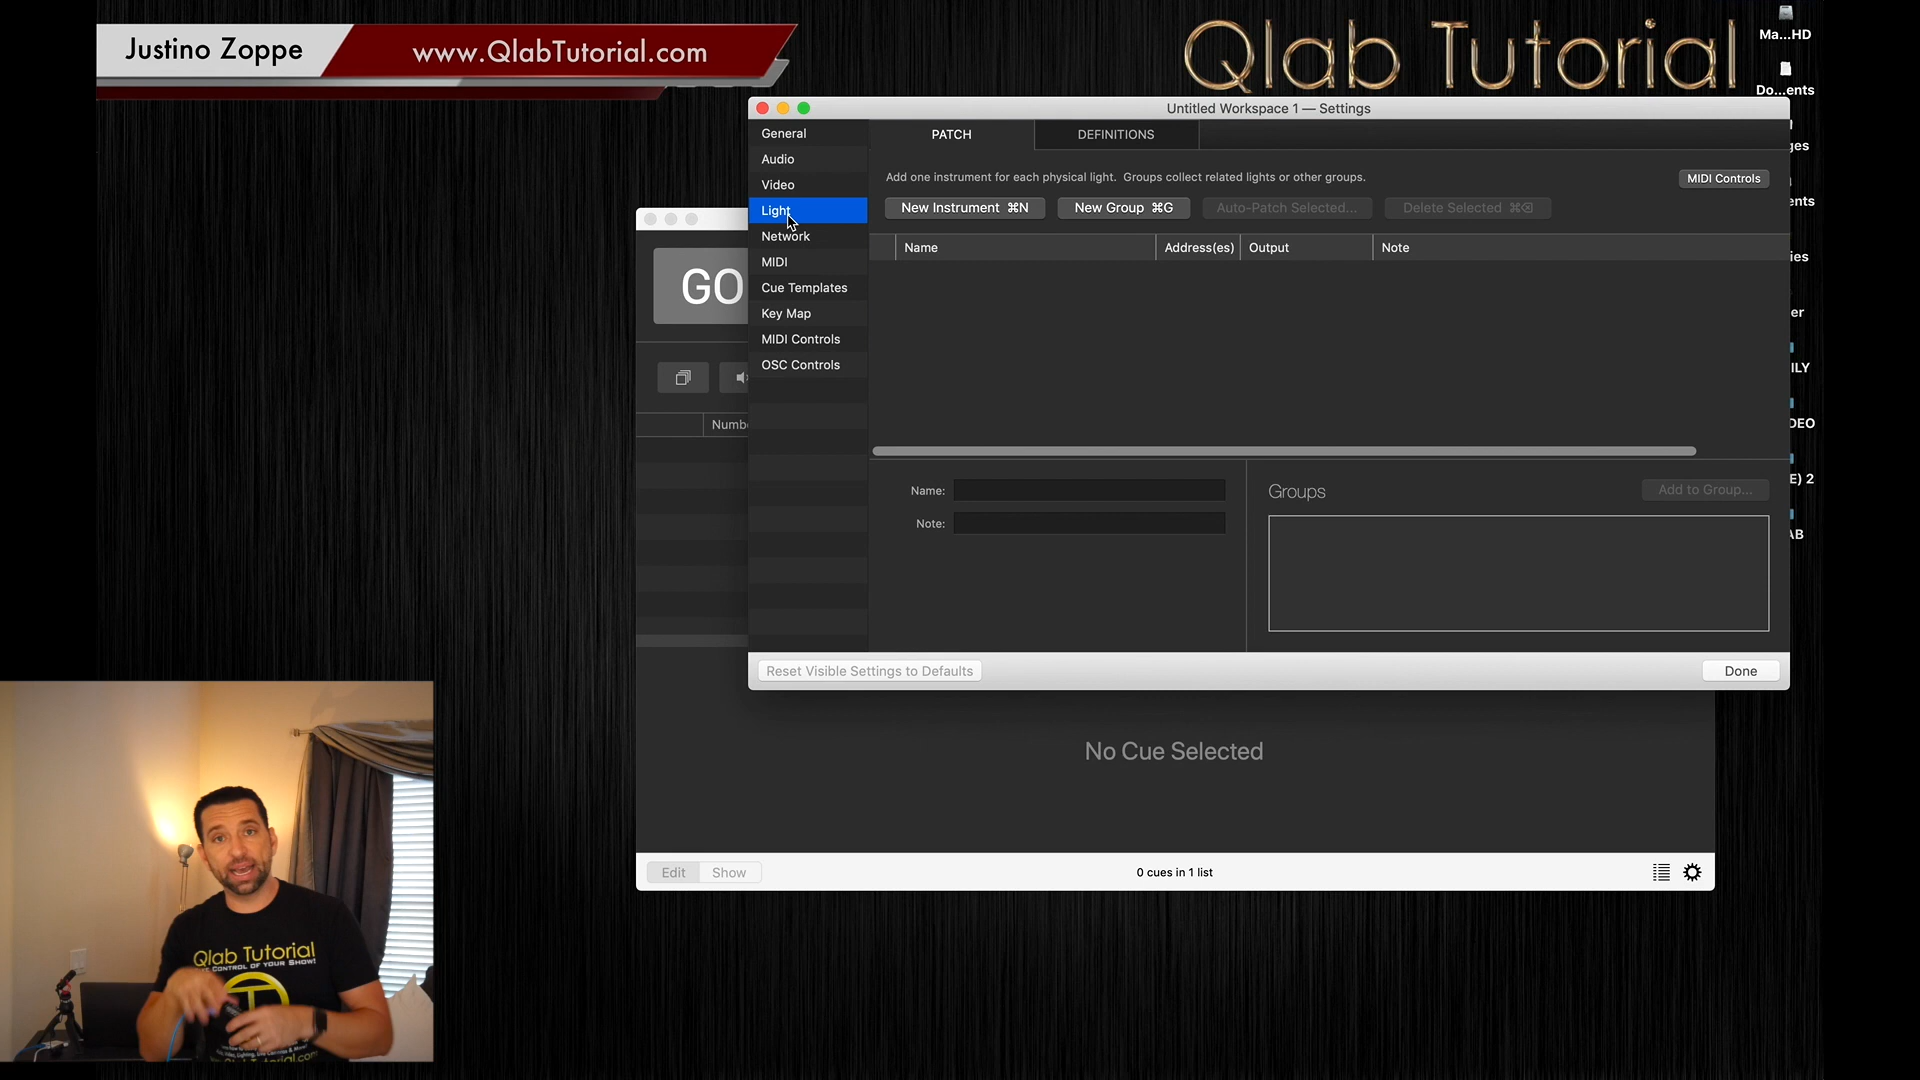 Justino Zoppe
www.QlabTutorial.com
Qlab Tutorial
Ma...HD
Do...ents
Untitled Workspace 1 — Settings
General
Audio
Video
Light
Network
MIDI
Cue Templates
Key Map
MIDI Controls
OSC Controls
PATCH
DEFINITIONS
Add one instrument for each physical light. Groups collect related lights or other groups.
MIDI Controls
New Instrument ⌘N
New Group ⌘G
Auto-Patch Selected...
Delete Selected ⌘⌫
Name
Address(es)
Output
Note
Name:
Note:
Groups
Add to Group...
Reset Visible Settings to Defaults
Done
GO
Numb
No Cue Selected
Edit
Show
0 cues in 1 list
ges
ents
ies
er
ILY
DEO
E) 2
AB
Qlab Tutorial
CONTROL OF YOUR SHOW!